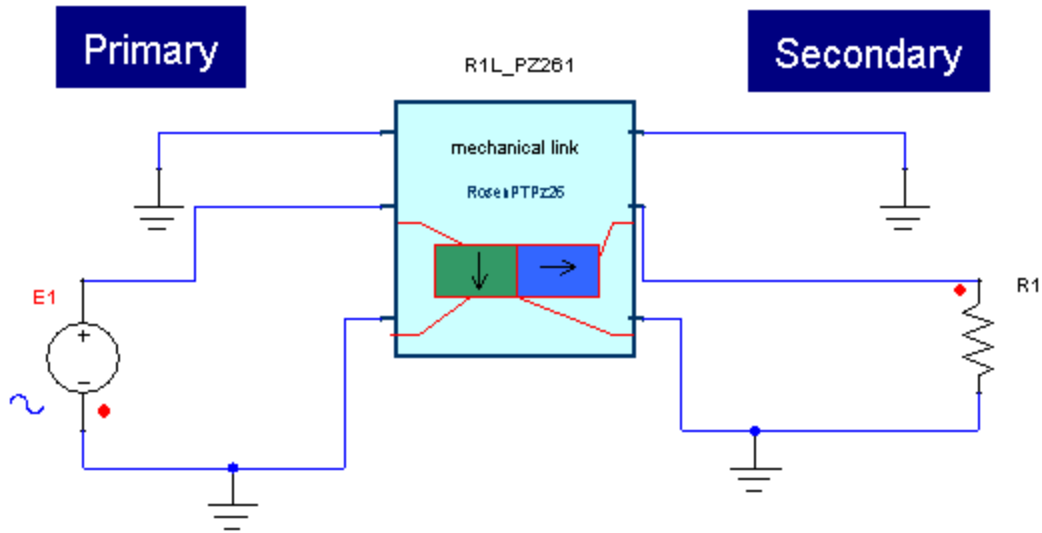 Primary
Secondary
R1L_PZ261
mechanical link
RosenPTPz26
E1
R1